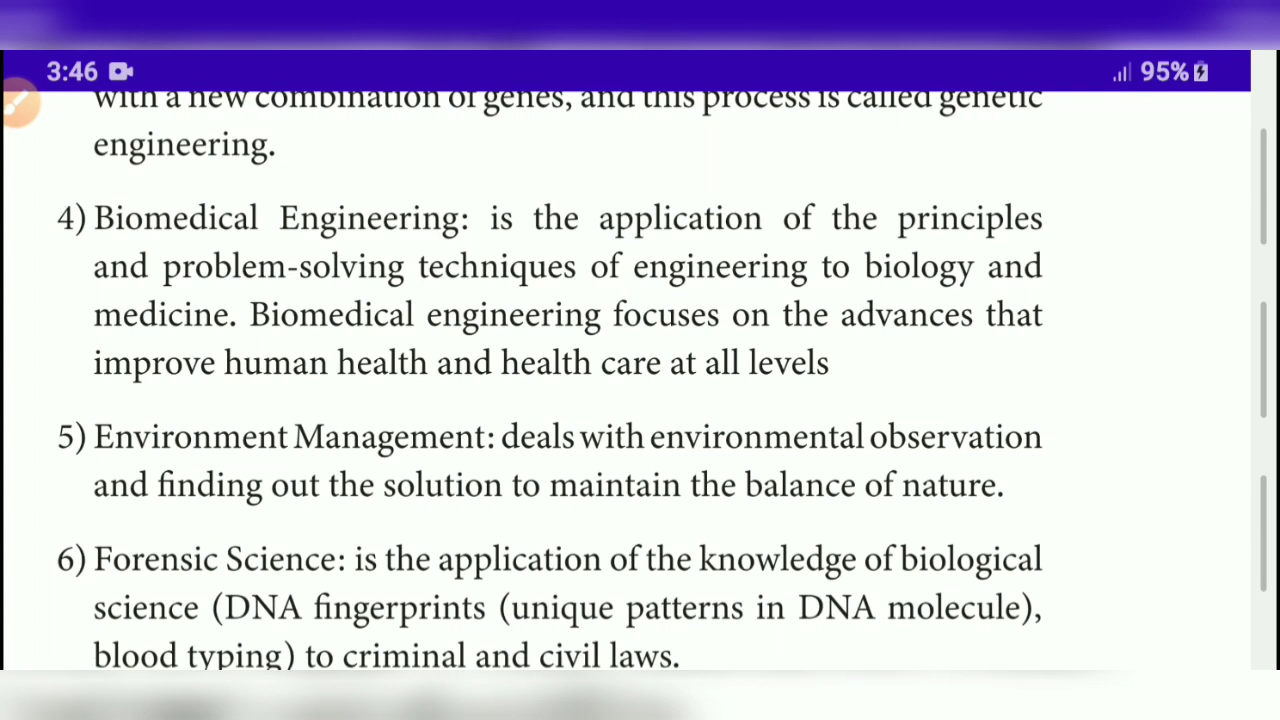 3:46
95%
with a new combination of genes, and this process is called genetic
engineering.
4) Biomedical Engineering: is the application of the principles
and problem-solving techniques of engineering to biology and
medicine. Biomedical engineering focuses on the advances that
improve human health and health care at all levels
5) Environment Management: deals with environmental observation
and finding out the solution to maintain the balance of nature.
6) Forensic Science: is the application of the knowledge of biological
science (DNA fingerprints (unique patterns in DNA molecule),
blood typing) to criminal and civil laws.